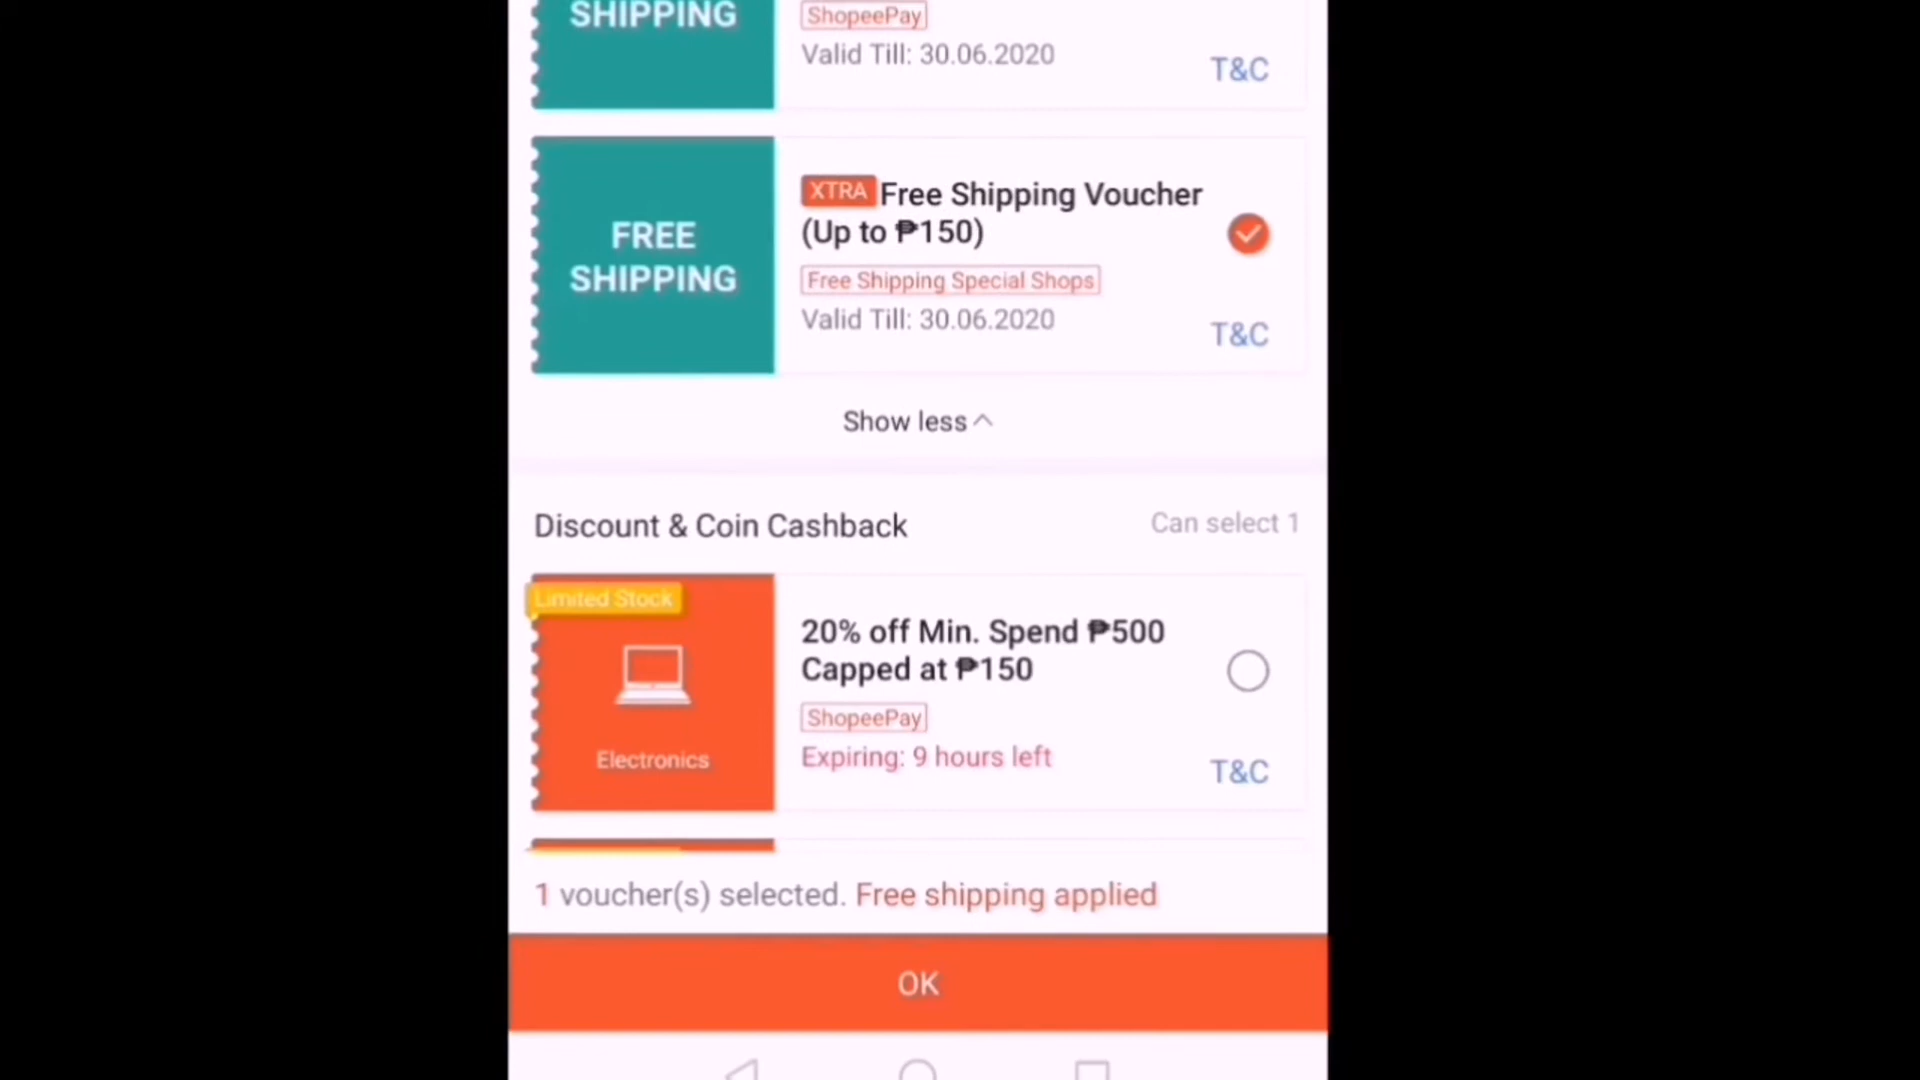 SHIPPING
ShopeePay
Valid Till: 30.06.2020
T&C
FREE
SHIPPING
XTRA Free Shipping Voucher
(Up to ₱150)
Free Shipping Special Shops
Valid Till: 30.06.2020
T&C
Show less
Discount & Coin Cashback
Can select 1
Limited Stock
Electronics
20% off Min. Spend ₱500
Capped at ₱150
ShopeePay
Expiring: 9 hours left
T&C
1 voucher(s) selected. Free shipping applied
OK